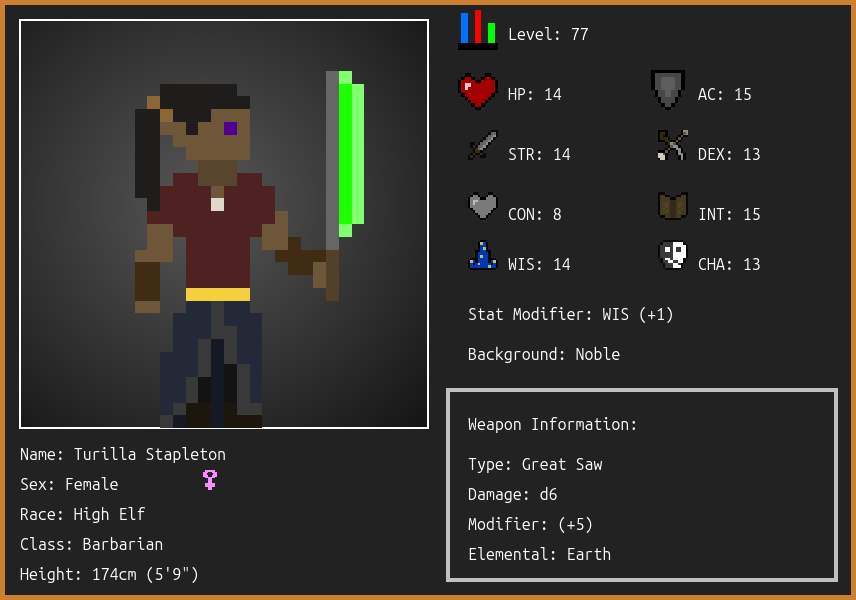 Level: 77
HP: 14
AC: 15
STR: 14
DEX: 13
CON: 8
INT: 15
WIS: 14
CHA: 13
Stat Modifier: WIS (+1)
Background: Noble
Weapon Information:
Type: Great Saw
Damage: d6
Modifier: (+5)
Elemental: Earth
Name: Turilla Stapleton
Sex: Female
Race: High Elf
Class: Barbarian
Height: 174cm (5'9")